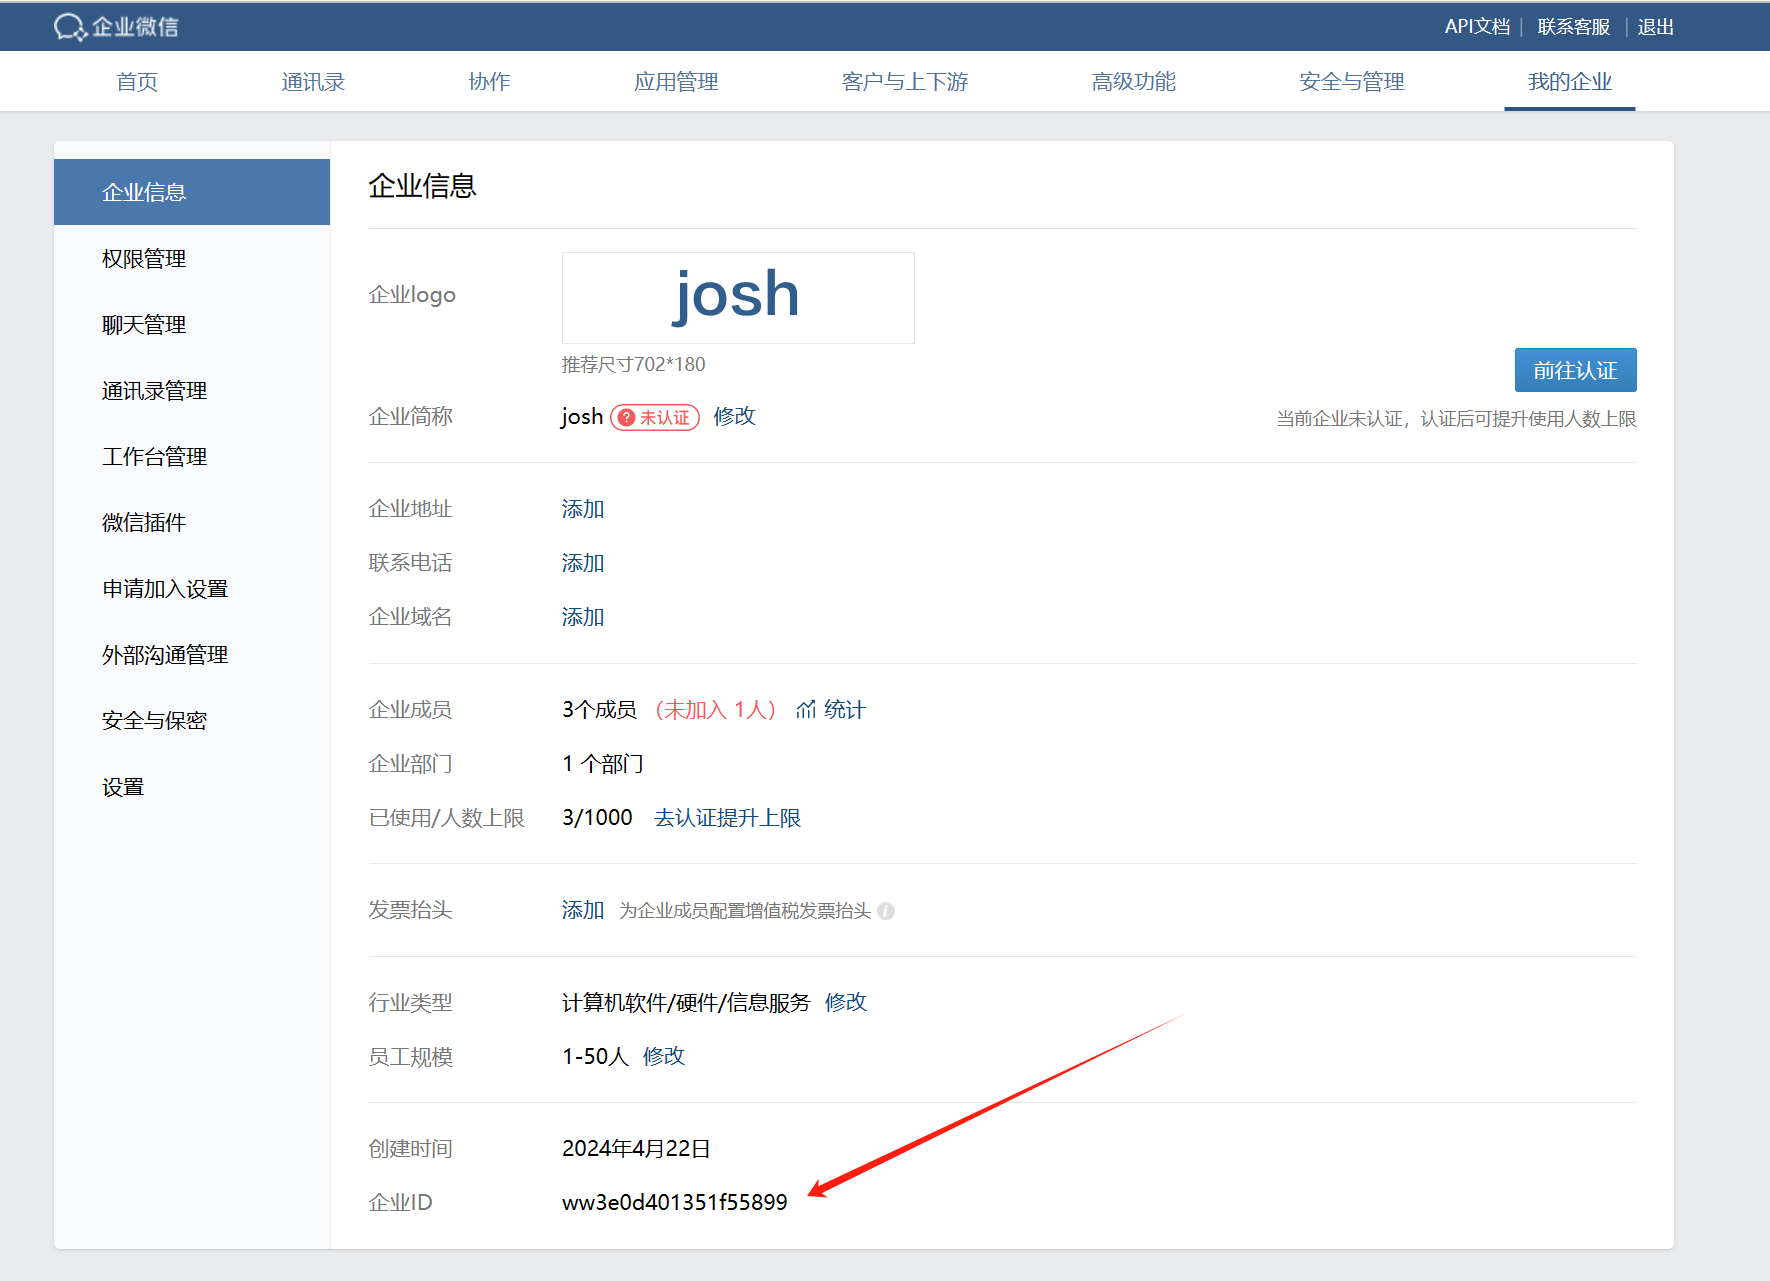 企业微信
API文档 | 联系客服 | 退出
首页 通讯录 协作 应用管理 客户与上下游 高级功能 安全与管理 我的企业
企业信息
权限管理
聊天管理
通讯录管理
工作台管理
微信插件
申请加入设置
外部沟通管理
安全与保密
设置
企业信息
企业logo
josh
推荐尺寸702*180
前往认证
企业简称 josh ? 未认证 修改
当前企业未认证，认证后可提升使用人数上限
企业地址 添加
联系电话 添加
企业域名 添加
企业成员 3个成员 （未加入 1人） 统计
企业部门 1 个部门
已使用/人数上限 3/1000 去认证提升上限
发票抬头 添加 为企业成员配置增值税发票抬头 i
行业类型 计算机软件/硬件/信息服务 修改
员工规模 1-50人 修改
创建时间 2024年4月22日
企业ID ww3e0d401351f55899